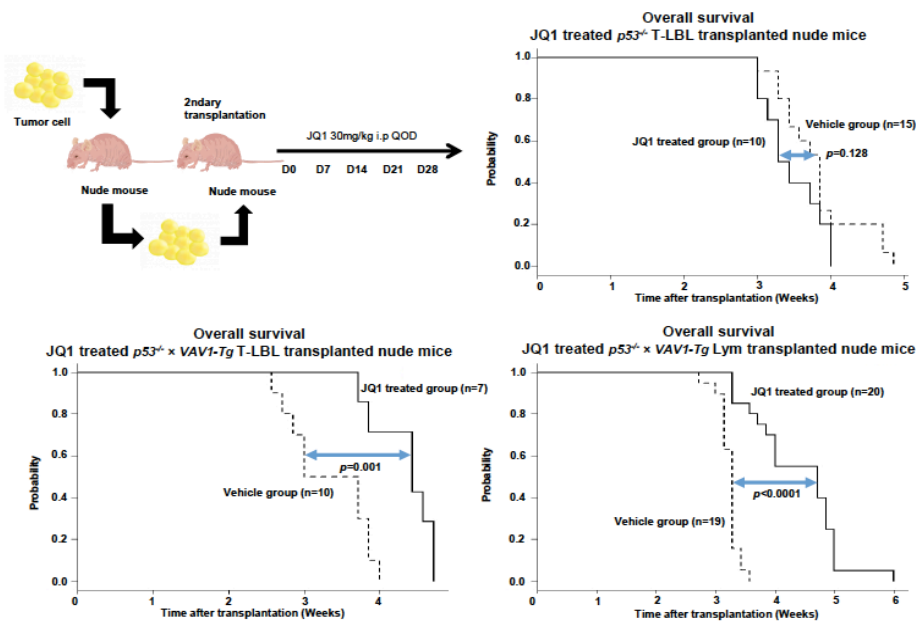 Tumor cell
2ndary
transplantation
Nude mouse
Nude mouse
JQ1 30mg/kg i.p QOD
D0 D7 D14 D21 D28
Overall survival
JQ1 treated p53-/- T-LBL transplanted nude mice
Probability
1.0
0.8
0.6
0.4
0.2
0.0
Vehicle group (n=15)
JQ1 treated group (n=10)
p=0.128
0 1 2 3 4 5
Time after transplantation (Weeks)
Overall survival
JQ1 treated p53-/- × VAV1-Tg T-LBL transplanted nude mice
Probability
1.0
0.8
0.6
0.4
0.2
0.0
JQ1 treated group (n=7)
p=0.001
Vehicle group (n=10)
0 1 2 3 4
Time after transplantation (Weeks)
Overall survival
JQ1 treated p53-/- × VAV1-Tg Lym transplanted nude mice
Probability
1.0
0.8
0.6
0.4
0.2
0.0
JQ1 treated group (n=20)
p<0.0001
Vehicle group (n=19)
0 1 2 3 4 5 6
Time after transplantation (Weeks)